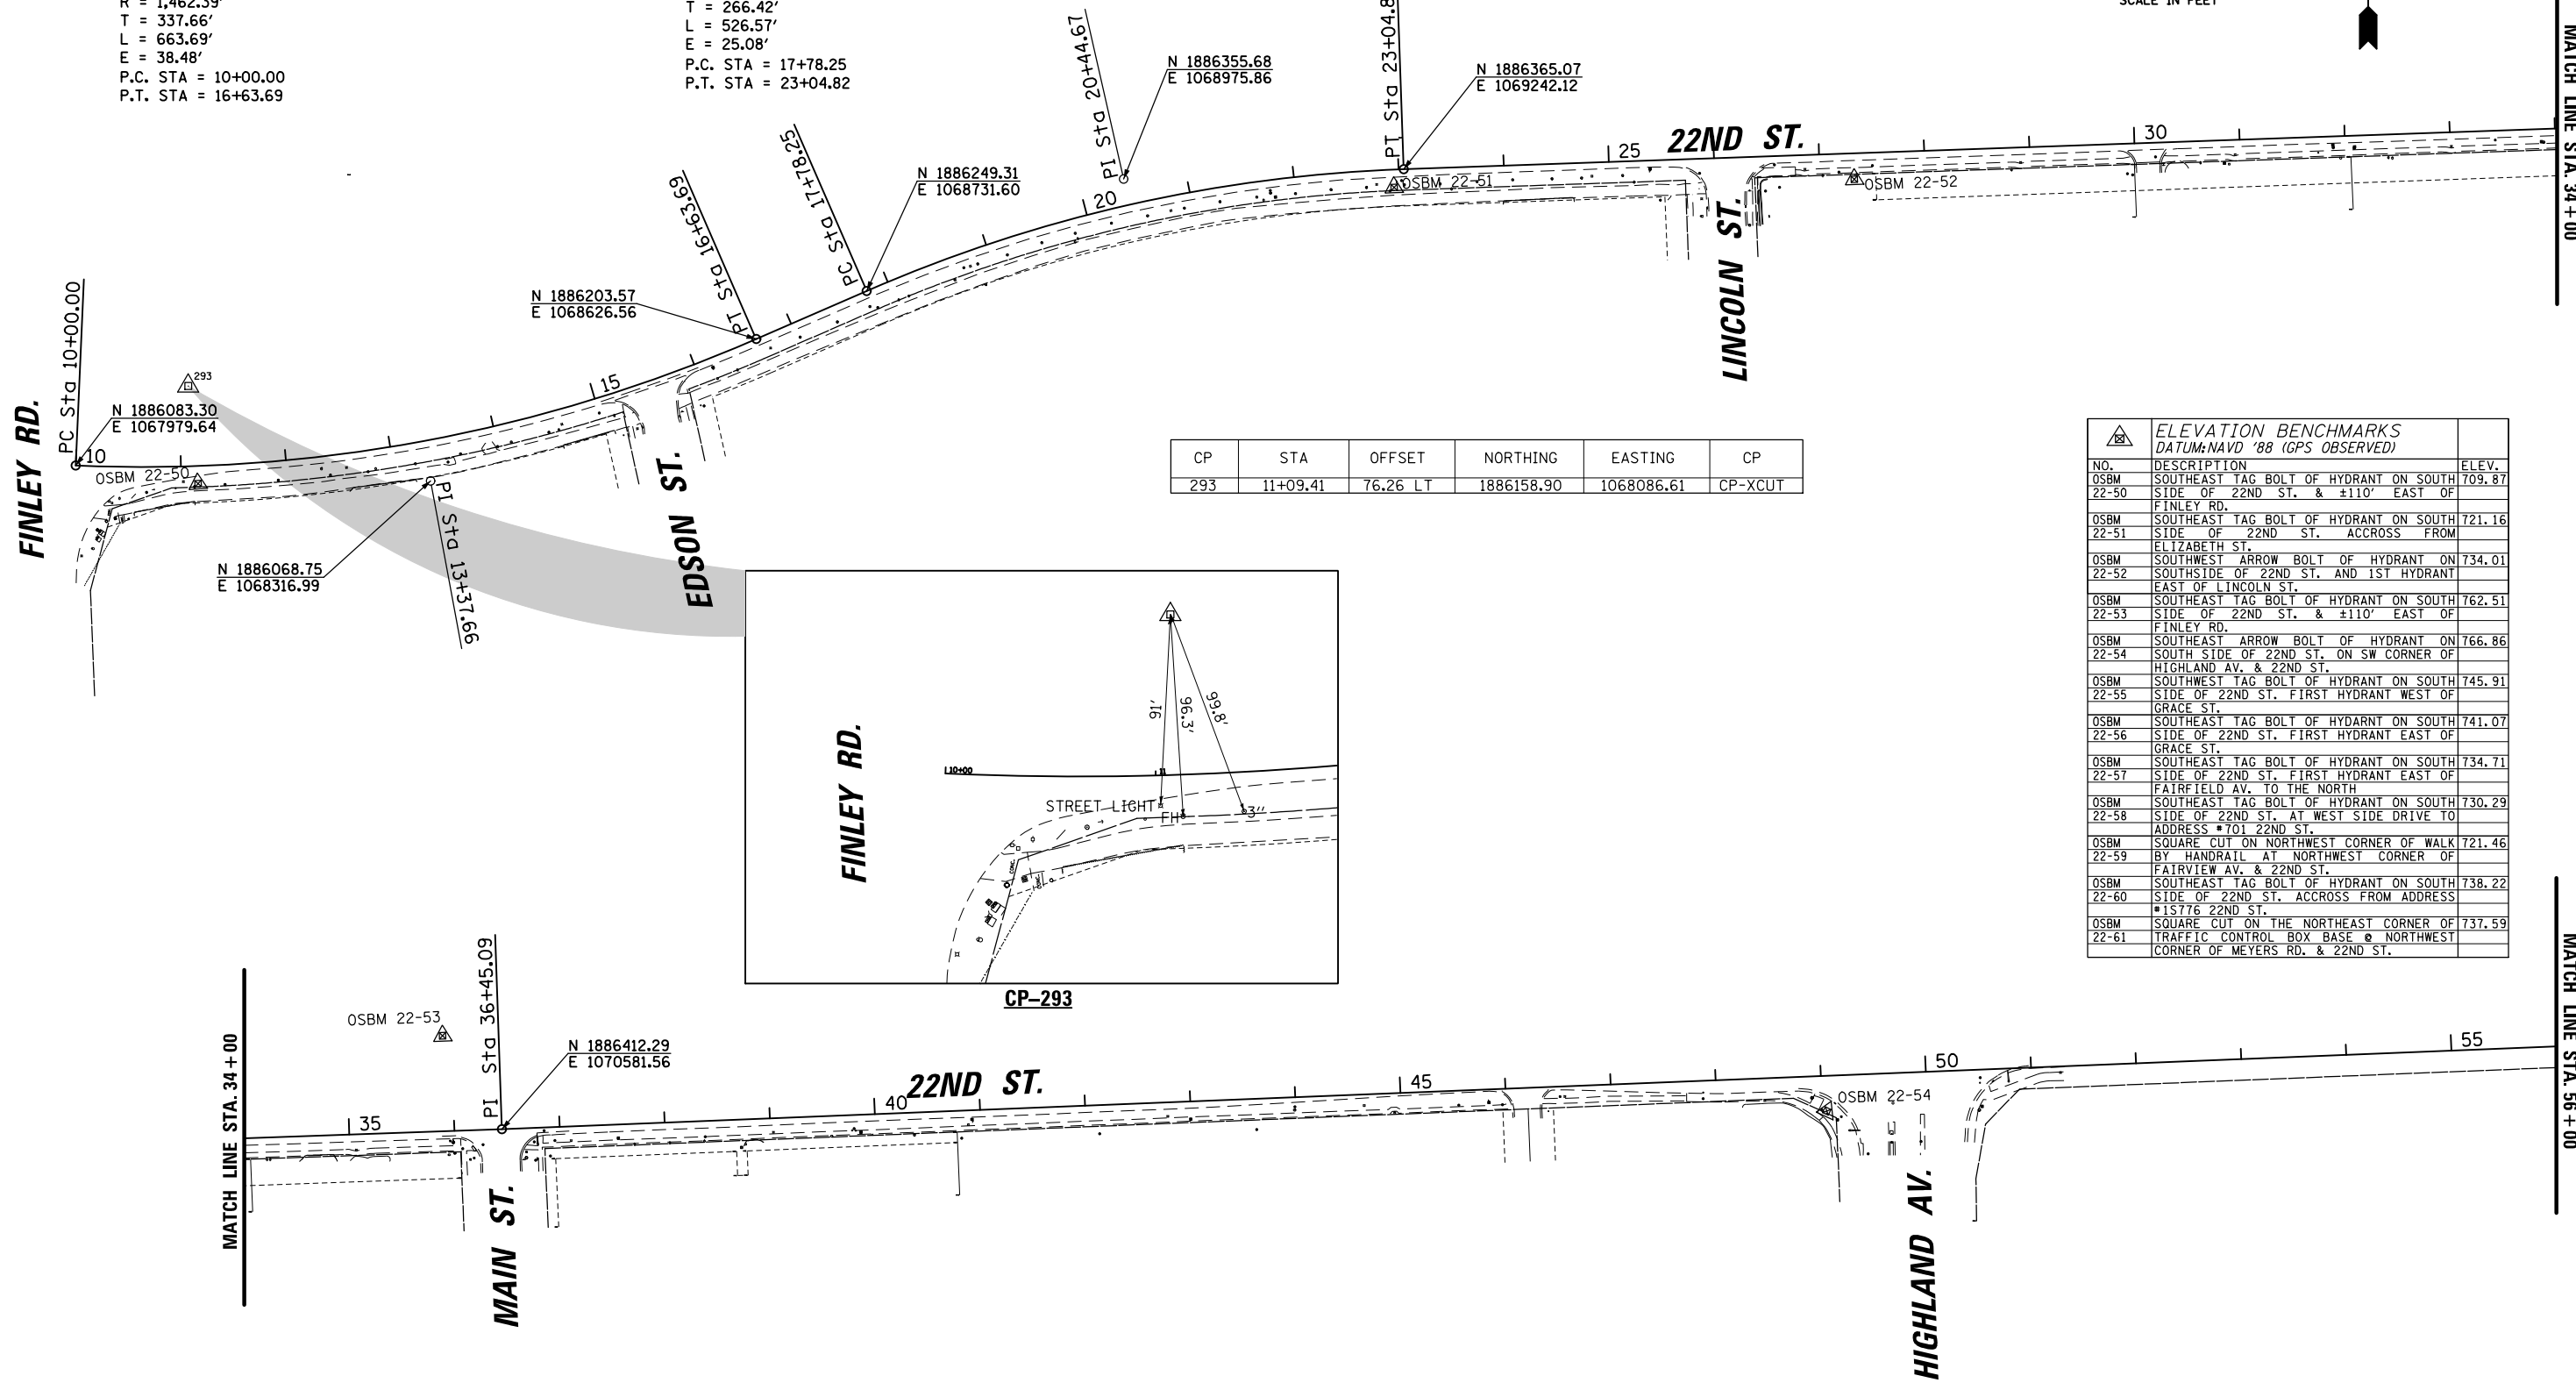 R = 1,462.39'
T = 337.66'
L = 663.69'
E = 38.48'
P.C. STA = 10+00.00
P.T. STA = 16+63.69
T = 266.42'
L = 526.57'
E = 25.08'
P.C. STA = 17+78.25
P.T. STA = 23+04.82
SCALE IN FEET
MATCH LINE STA. 34+00
PI Sta 20+44.67
N 1886355.68
E 1068975.86
PT Sta 23+04.8
N 1886365.07
E 1069242.12
22ND ST.
25
30
PC Sta 17+78.25
N 1886249.31
E 1068731.60
20
OSBM 22-51
OSBM 22-52
LINCOLN ST.
PT Sta 16+63.69
N 1886203.57
E 1068626.56
15
PC Sta 10+00.00
293
N 1886083.30
E 1067979.64
10
FINLEY RD.
OSBM 22-50
PI Sta 13+37.66
N 1886068.75
E 1068316.99
EDSON ST.
CP STA OFFSET NORTHING EASTING CP
293 11+09.41 76.26 LT 1886158.90 1068086.61 CP-XCUT
ELEVATION BENCHMARKS
DATUM:NAVD '88 (GPS OBSERVED)
NO. DESCRIPTION ELEV.
OSBM SOUTHEAST TAG BOLT OF HYDRANT ON SOUTH 709.87
22-50 SIDE OF 22ND ST. & ±110' EAST OF
FINLEY RD.
OSBM SOUTHEAST TAG BOLT OF HYDRANT ON SOUTH 721.16
22-51 SIDE OF 22ND ST. ACCROSS FROM
ELIZABETH ST.
OSBM SOUTHWEST ARROW BOLT OF HYDRANT ON 734.01
22-52 SOUTHSIDE OF 22ND ST. AND 1ST HYDRANT
EAST OF LINCOLN ST.
OSBM SOUTHEAST TAG BOLT OF HYDRANT ON SOUTH 762.51
22-53 SIDE OF 22ND ST. & ±110' EAST OF
FINLEY RD.
OSBM SOUTHEAST ARROW BOLT OF HYDRANT ON 766.86
22-54 SOUTH SIDE OF 22ND ST. ON SW CORNER OF
HIGHLAND AV. & 22ND ST.
OSBM SOUTHWEST TAG BOLT OF HYDRANT ON SOUTH 745.91
22-55 SIDE OF 22ND ST. FIRST HYDRANT WEST OF
GRACE ST.
OSBM SOUTHEAST TAG BOLT OF HYDARNT ON SOUTH 741.07
22-56 SIDE OF 22ND ST. FIRST HYDRANT EAST OF
GRACE ST.
OSBM SOUTHEAST TAG BOLT OF HYDRANT ON SOUTH 734.71
22-57 SIDE OF 22ND ST. FIRST HYDRANT EAST OF
FAIRFIELD AV. TO THE NORTH
OSBM SOUTHEAST TAG BOLT OF HYDRANT ON SOUTH 730.29
22-58 SIDE OF 22ND ST. AT WEST SIDE DRIVE TO
ADDRESS #701 22ND ST.
OSBM SQUARE CUT ON NORTHWEST CORNER OF WALK 721.46
22-59 BY HANDRAIL AT NORTHWEST CORNER OF
FAIRVIEW AV. & 22ND ST.
OSBM SOUTHEAST TAG BOLT OF HYDRANT ON SOUTH 738.22
22-60 SIDE OF 22ND ST. ACCROSS FROM ADDRESS
#1S776 22ND ST.
OSBM SQUARE CUT ON THE NORTHEAST CORNER OF 737.59
22-61 TRAFFIC CONTROL BOX BASE @ NORTHWEST
CORNER OF MEYERS RD. & 22ND ST.
91'
96.3'
99.8'
FINLEY RD.
10+00
11
STREET LIGHT
FH
3''
CP–293
MATCH LINE STA. 34+00
OSBM 22-53
PI Sta 36+45.09
N 1886412.29
E 1070581.56
35
MAIN ST.
40
22ND ST.
45
OSBM 22-54
50
55
HIGHLAND AV.
MATCH LINE STA. 56+00